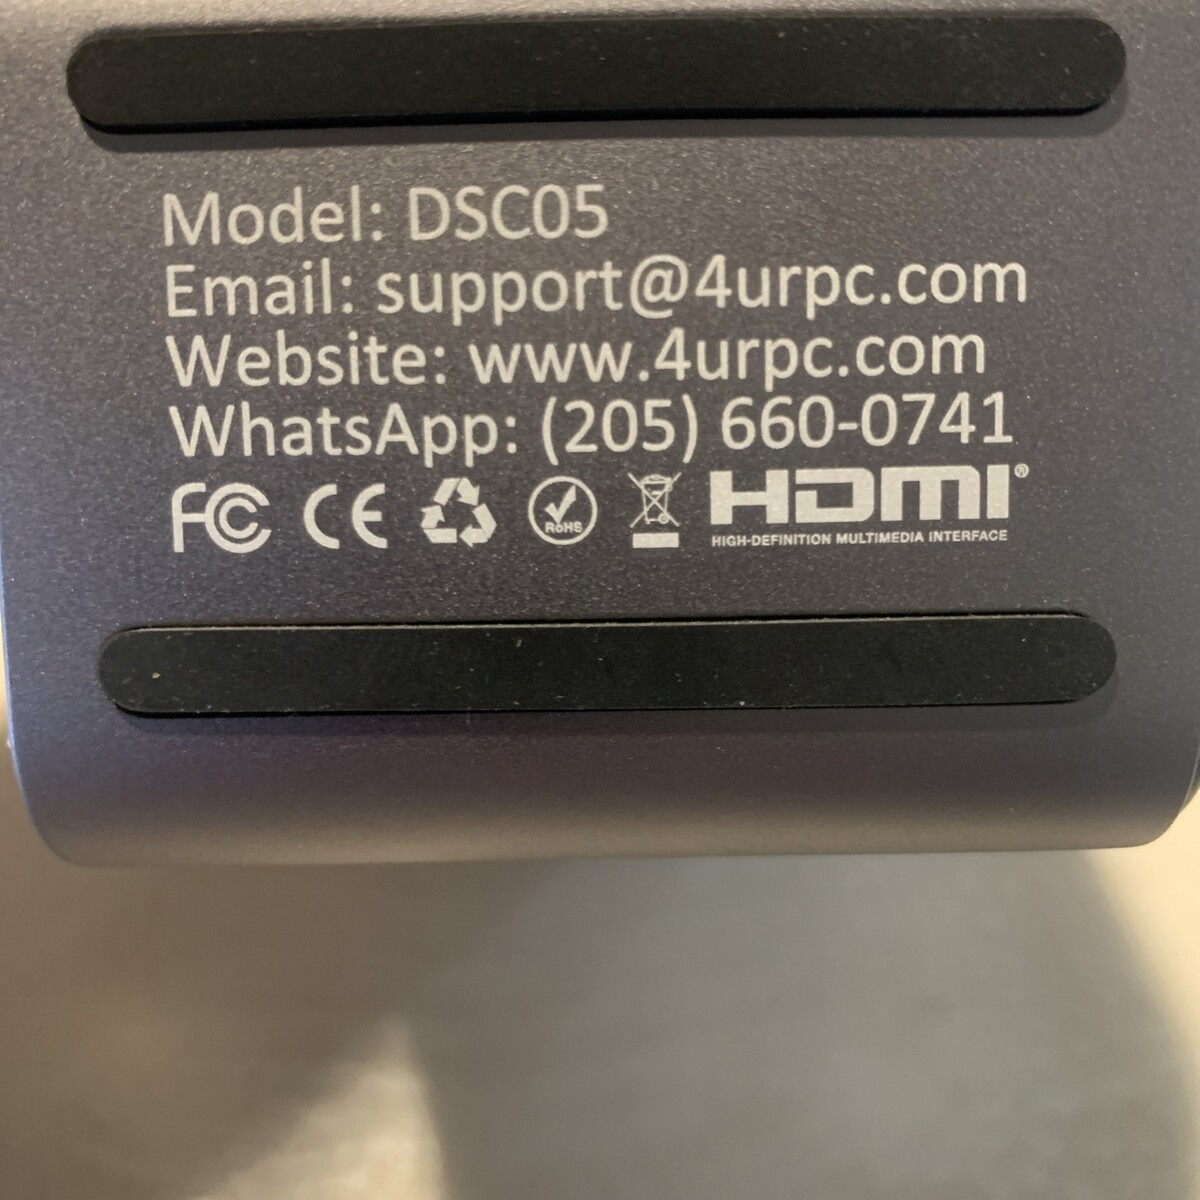 Model: DSC05
Email: support@4urpc.com
Website: www.4urpc.com
WhatsApp: (205) 660-0741
FC CE RoHS HDMI®
HIGH-DEFINITION MULTIMEDIA INTERFACE